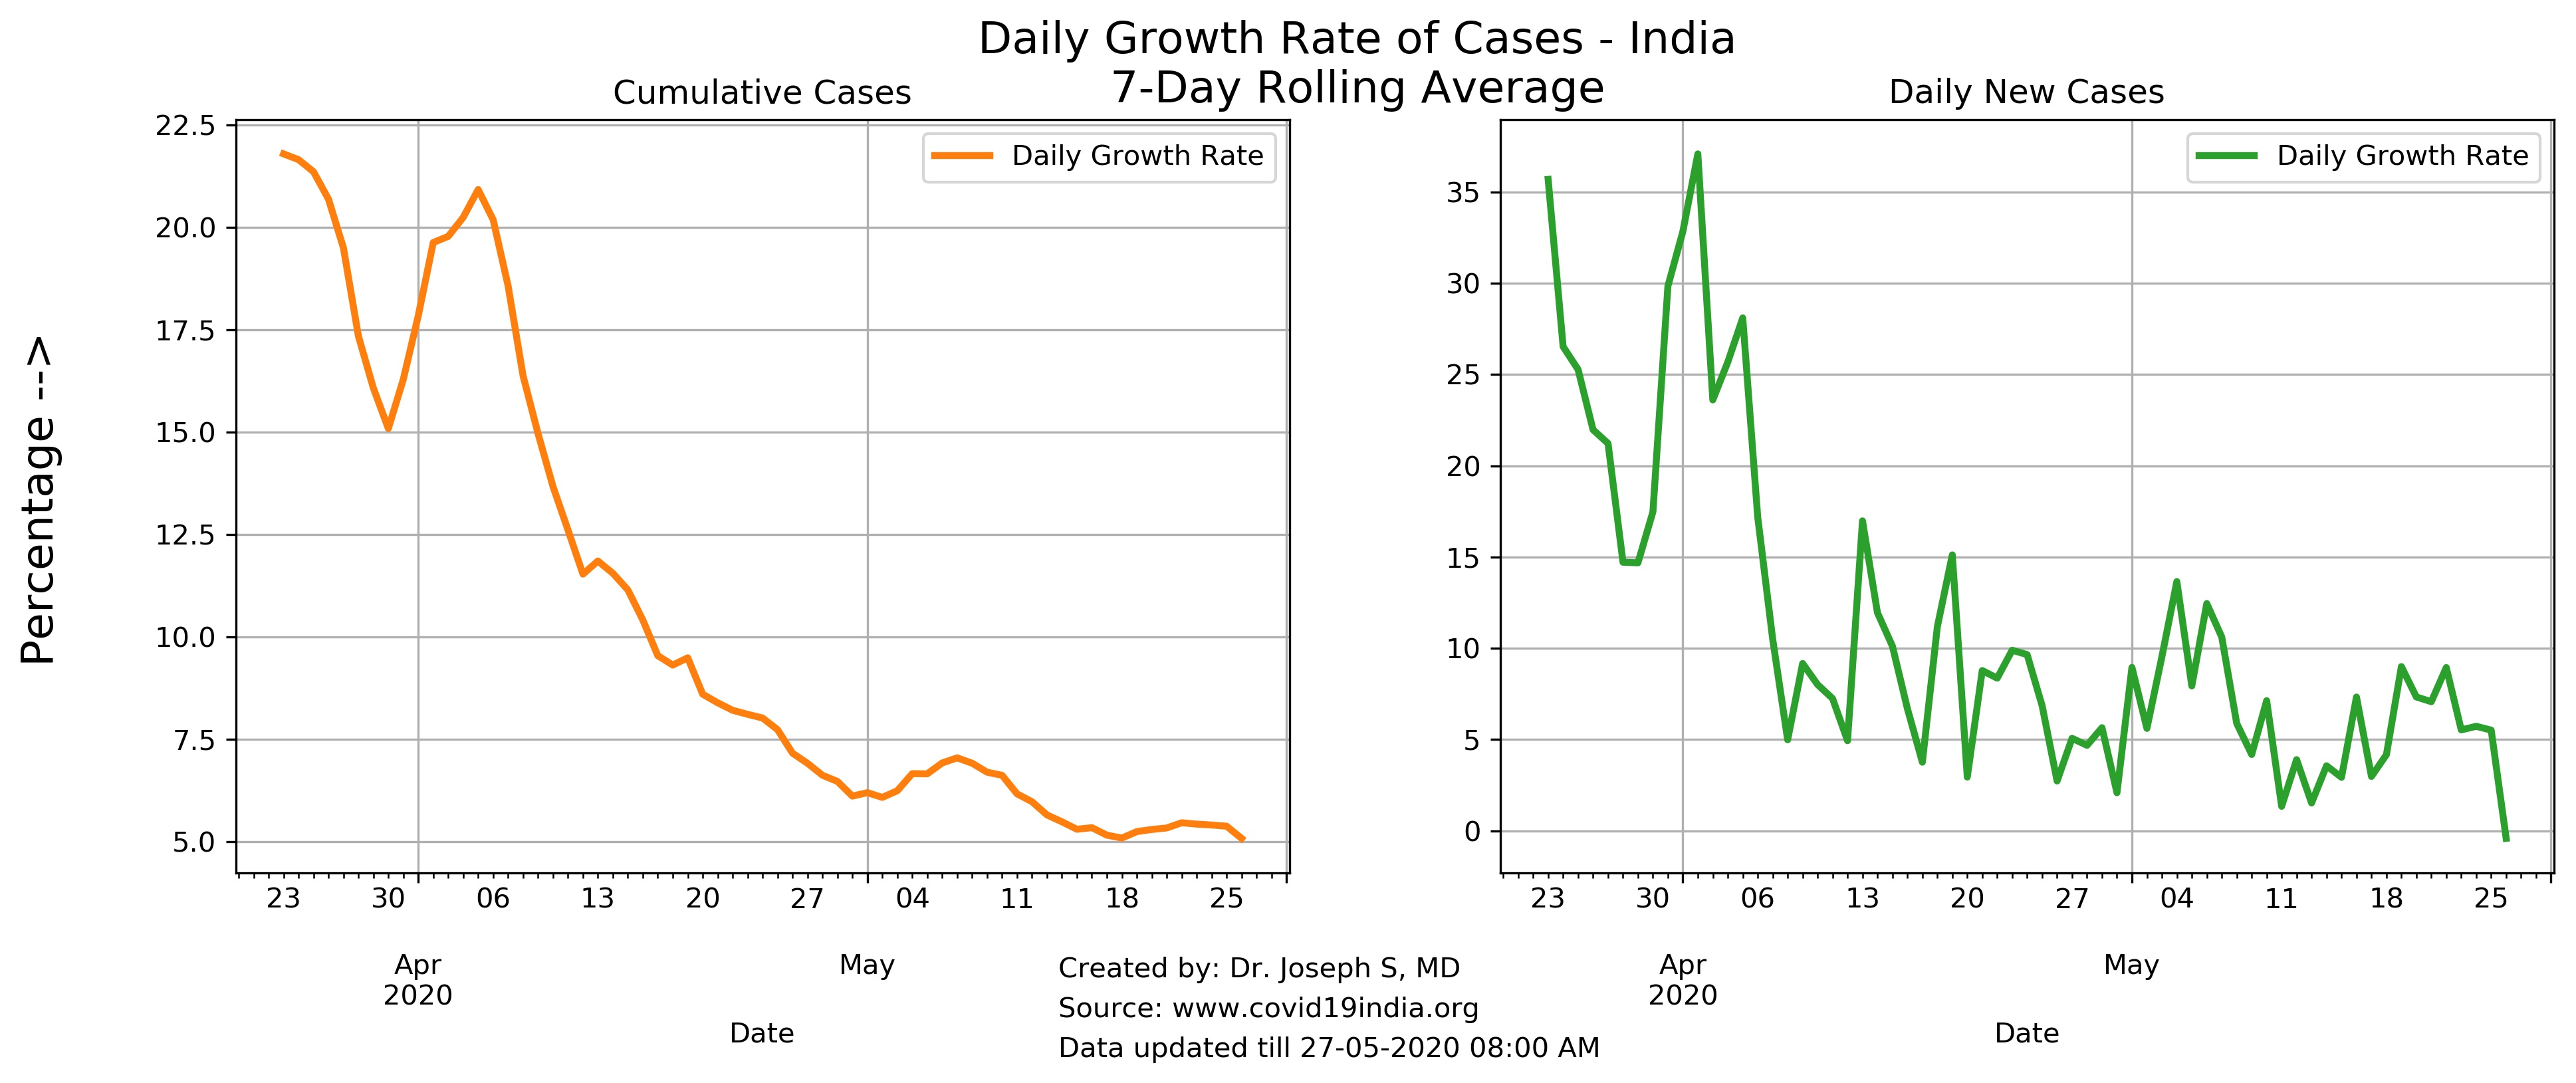 Daily Growth Rate of Cases - India
7-Day Rolling Average
Cumulative Cases
Daily Growth Rate
Percentage -->
22.5
20.0
17.5
15.0
12.5
10.0
7.5
5.0
23 30 06 13 20 27 04 11 18 25
Apr May
2020
Date
Daily New Cases
Daily Growth Rate
35
30
25
20
15
10
5
0
23 30 06 13 20 27 04 11 18 25
Apr May
2020
Date
Created by: Dr. Joseph S, MD
Source: www.covid19india.org
Data updated till 27-05-2020 08:00 AM